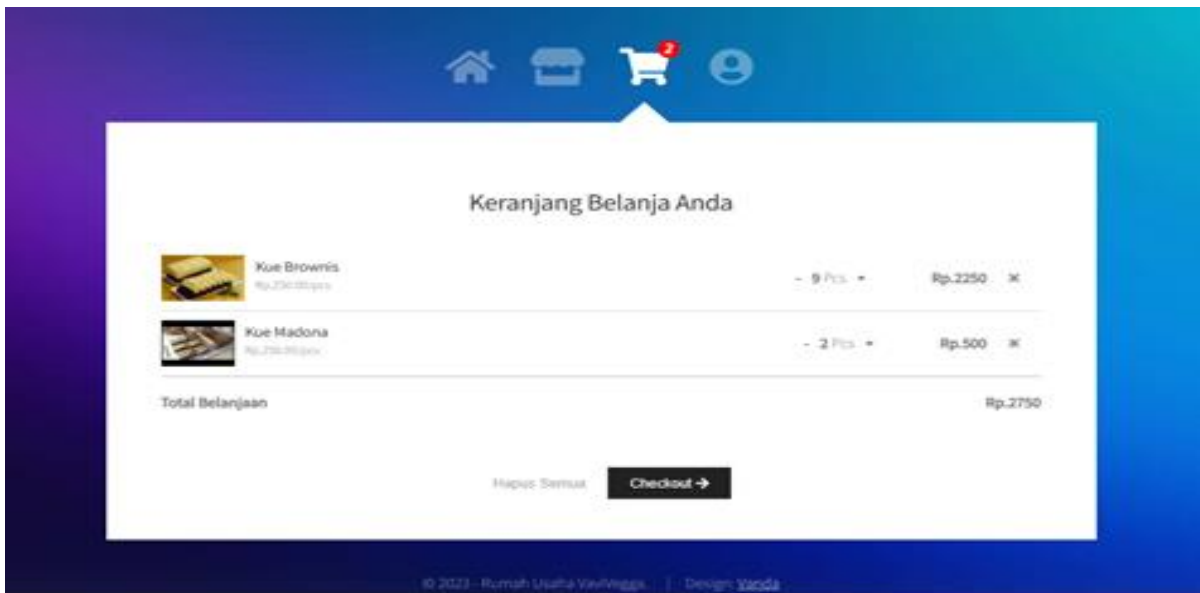 2
Keranjang Belanja Anda
Kue Brownis
- 9 Pcs. + Rp.2250 ×
Kue Madona
- 2 Pcs. + Rp.500 ×
Total Belanjaan Rp.2750
Hapus Semua Checkout →
© 2023 - Rumah Usaha | Design: Vanda